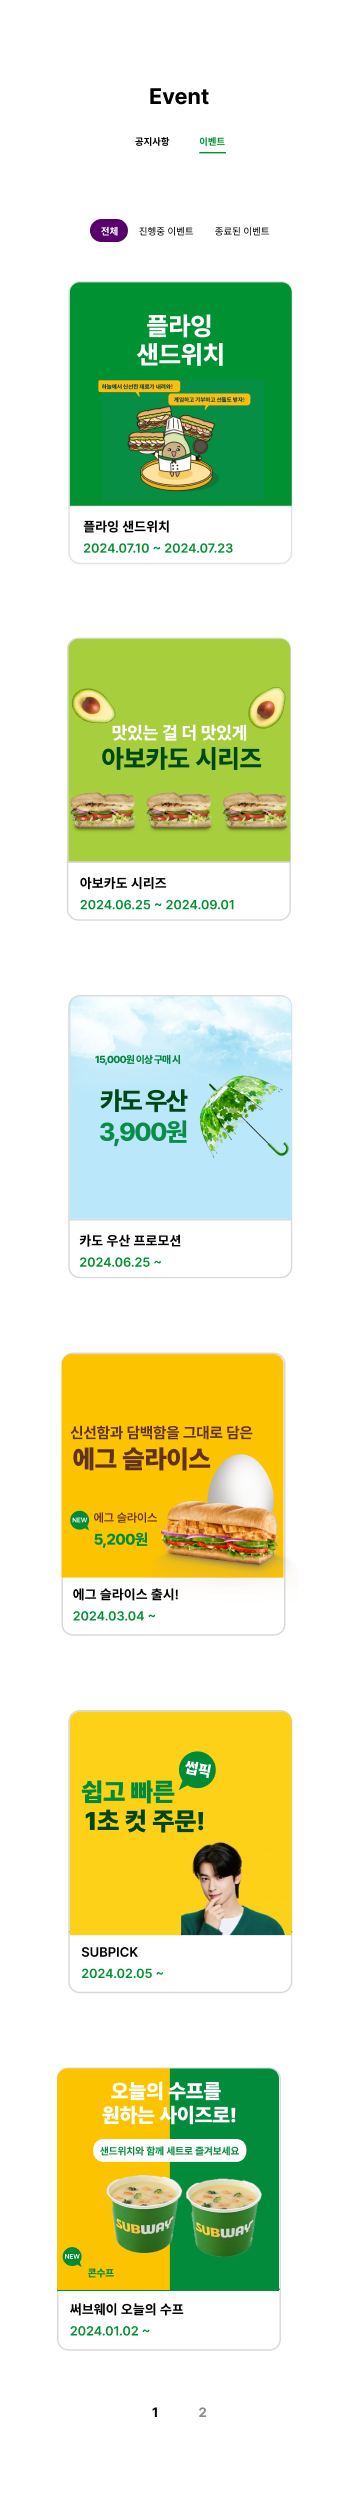 Event
공지사항 이벤트
전체 진행중 이벤트 종료된 이벤트
플라잉
샌드위치
하늘에서 신선한 재료가 내려와!
게임하고 기부하고 선물도 받자!
플라잉 샌드위치
2024.07.10 ~ 2024.07.23
맛있는 걸 더 맛있게
아보카도 시리즈
아보카도 시리즈
2024.06.25 ~ 2024.09.01
15,000원 이상 구매 시
카도 우산
3,900원
카도 우산 프로모션
2024.06.25 ~
신선함과 담백함을 그대로 담은
에그 슬라이스
NEW 에그 슬라이스
5,200원
에그 슬라이스 출시!
2024.03.04 ~
썹픽
쉽고 빠른
1초 컷 주문!
SUBPICK
2024.02.05 ~
오늘의 수프를
원하는 사이즈로!
샌드위치와 함께 세트로 즐겨보세요
SUBWAY SUBWAY
NEW
콘수프
써브웨이 오늘의 수프
2024.01.02 ~
1 2